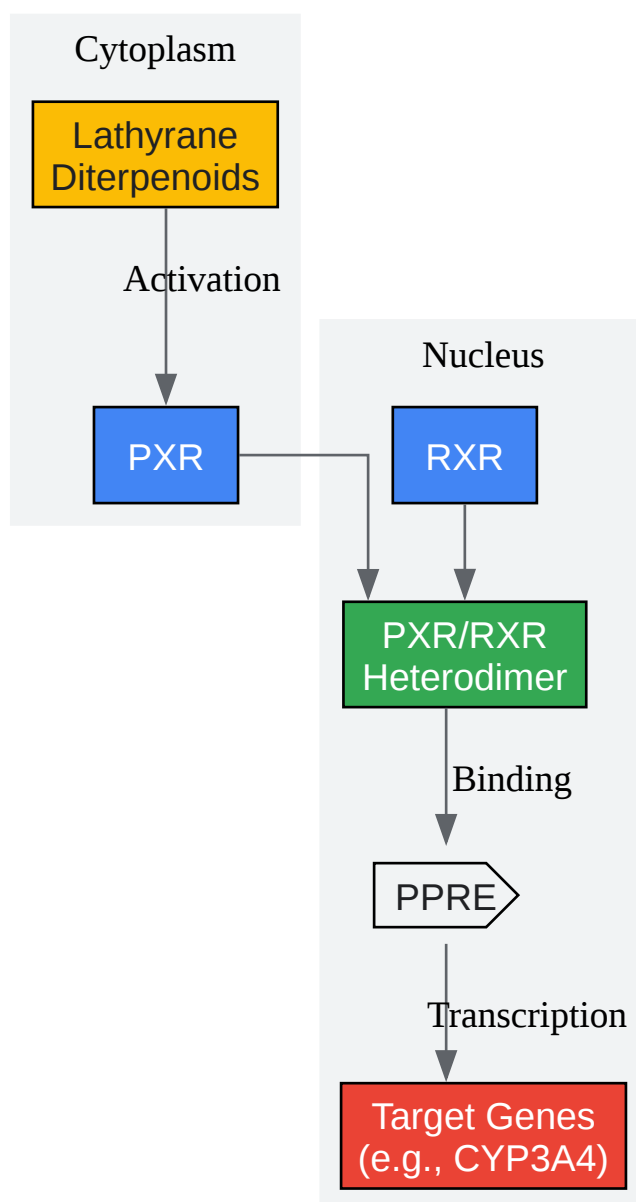 Cytoplasm
Lathyrane
Diterpenoids
Activation
Nucleus
PXR
RXR
PXR/RXR
Heterodimer
Binding
PPRE
Transcription
Target Genes
(e.g., CYP3A4)